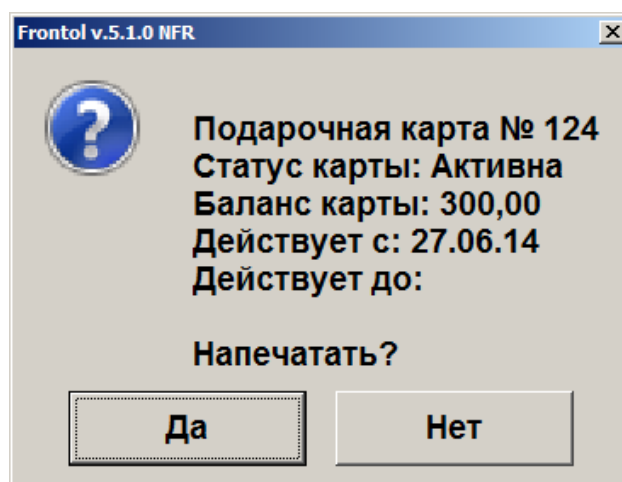 Frontol v.5.1.0 NFR
Подарочная карта № 124
Статус карты: Активна
Баланс карты: 300,00
Действует с: 27.06.14
Действует до:
Напечатать?
Да
Нет